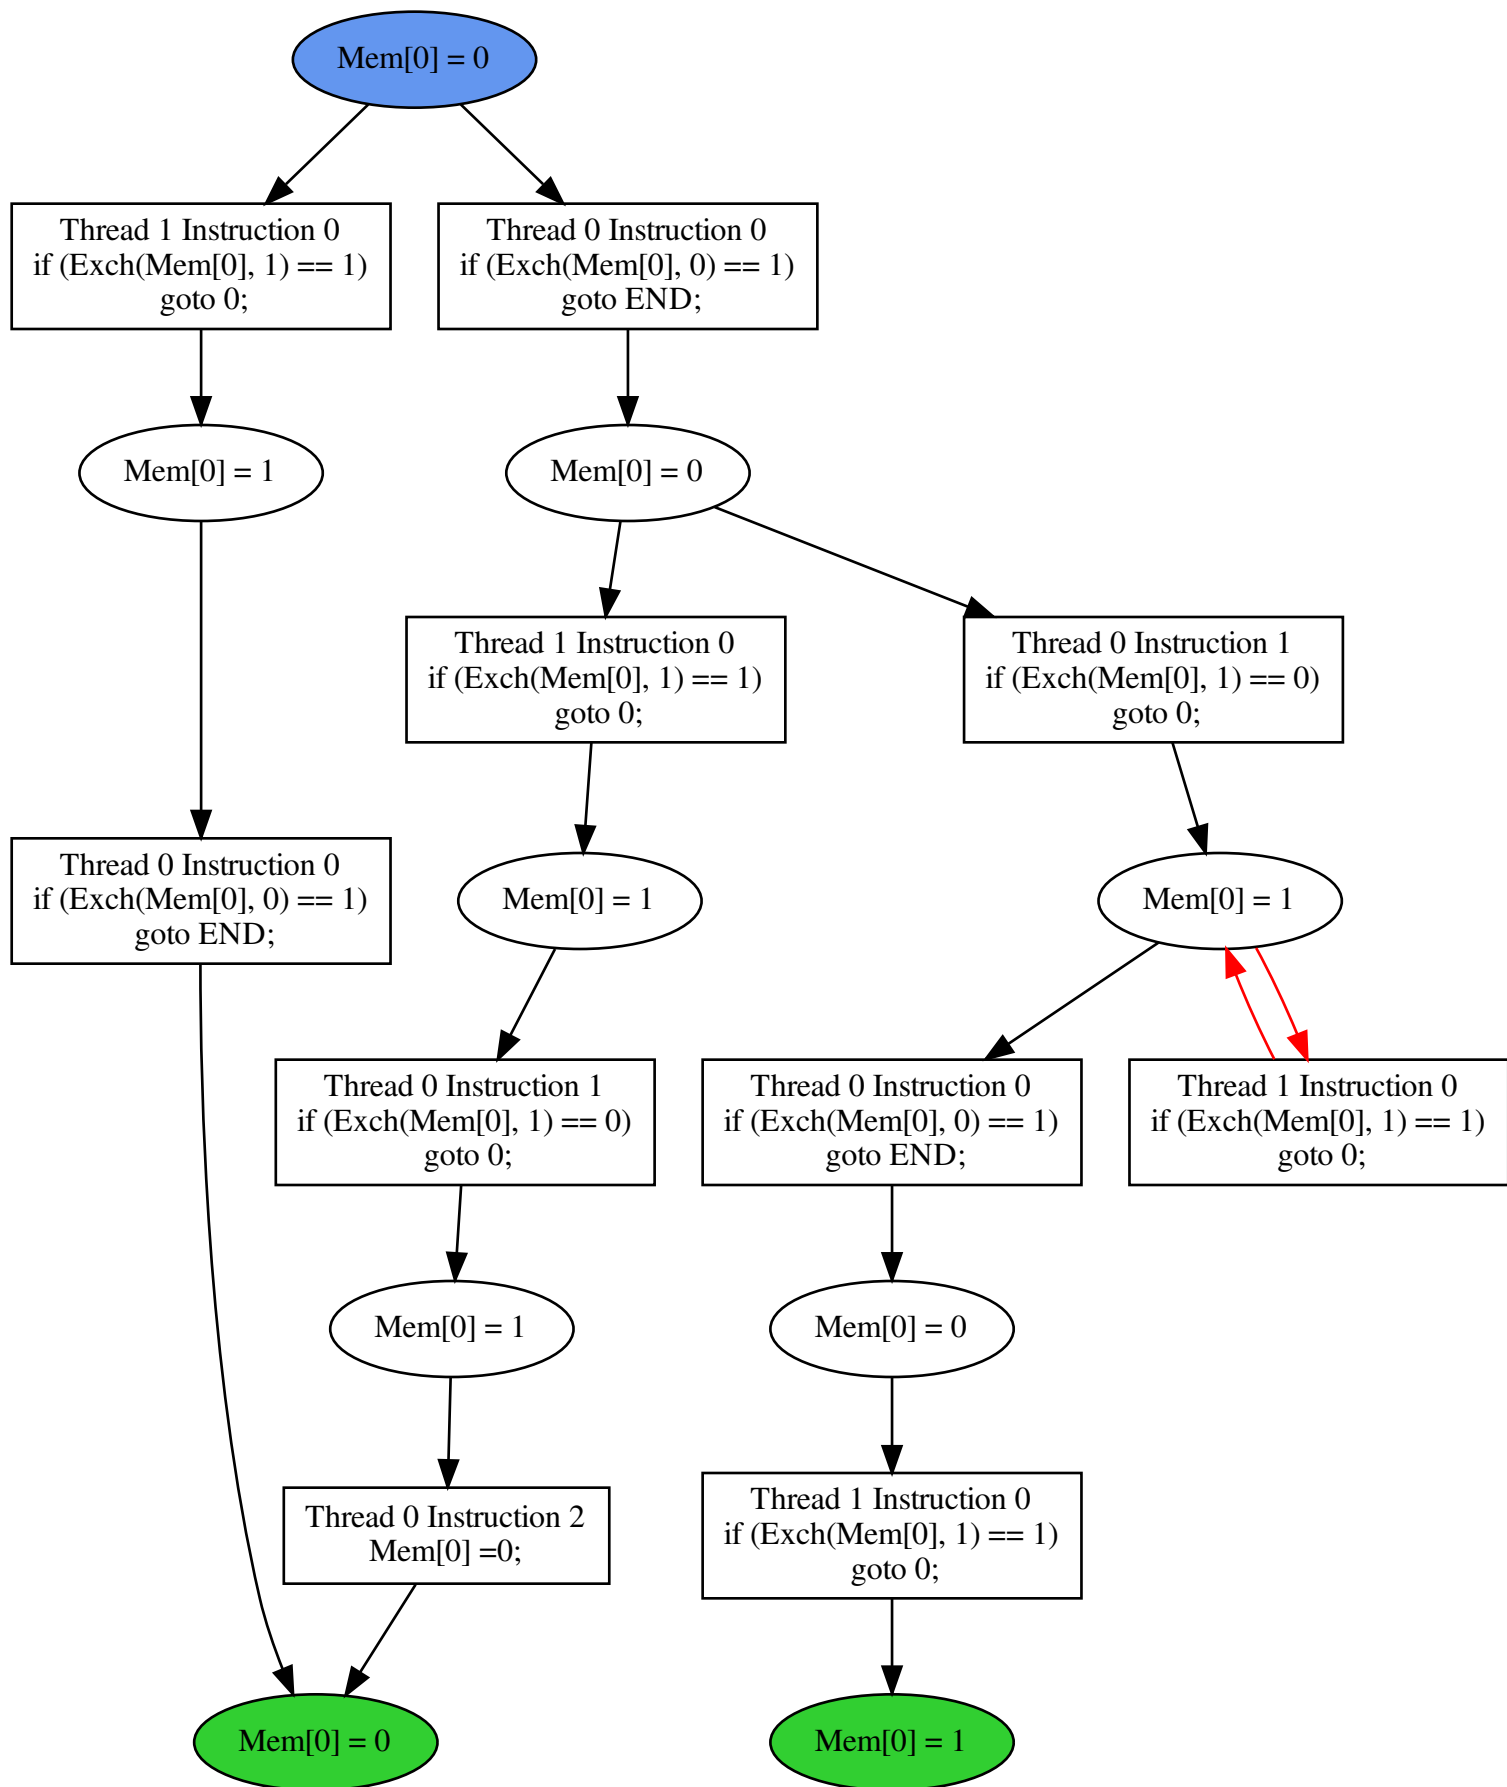 Mem[0] = 0
Thread 1 Instruction 0
if (Exch(Mem[0], 1) == 1)
goto 0;
Thread 0 Instruction 0
if (Exch(Mem[0], 0) == 1)
goto END;
Mem[0] = 1
Mem[0] = 0
Thread 1 Instruction 0
if (Exch(Mem[0], 1) == 1)
goto 0;
Thread 0 Instruction 1
if (Exch(Mem[0], 1) == 0)
goto 0;
Thread 0 Instruction 0
if (Exch(Mem[0], 0) == 1)
goto END;
Mem[0] = 1
Mem[0] = 1
Thread 0 Instruction 1
if (Exch(Mem[0], 1) == 0)
goto 0;
Thread 0 Instruction 0
if (Exch(Mem[0], 0) == 1)
goto END;
Thread 1 Instruction 0
if (Exch(Mem[0], 1) == 1)
goto 0;
Mem[0] = 1
Mem[0] = 0
Thread 0 Instruction 2
Mem[0] =0;
Thread 1 Instruction 0
if (Exch(Mem[0], 1) == 1)
goto 0;
Mem[0] = 0
Mem[0] = 1